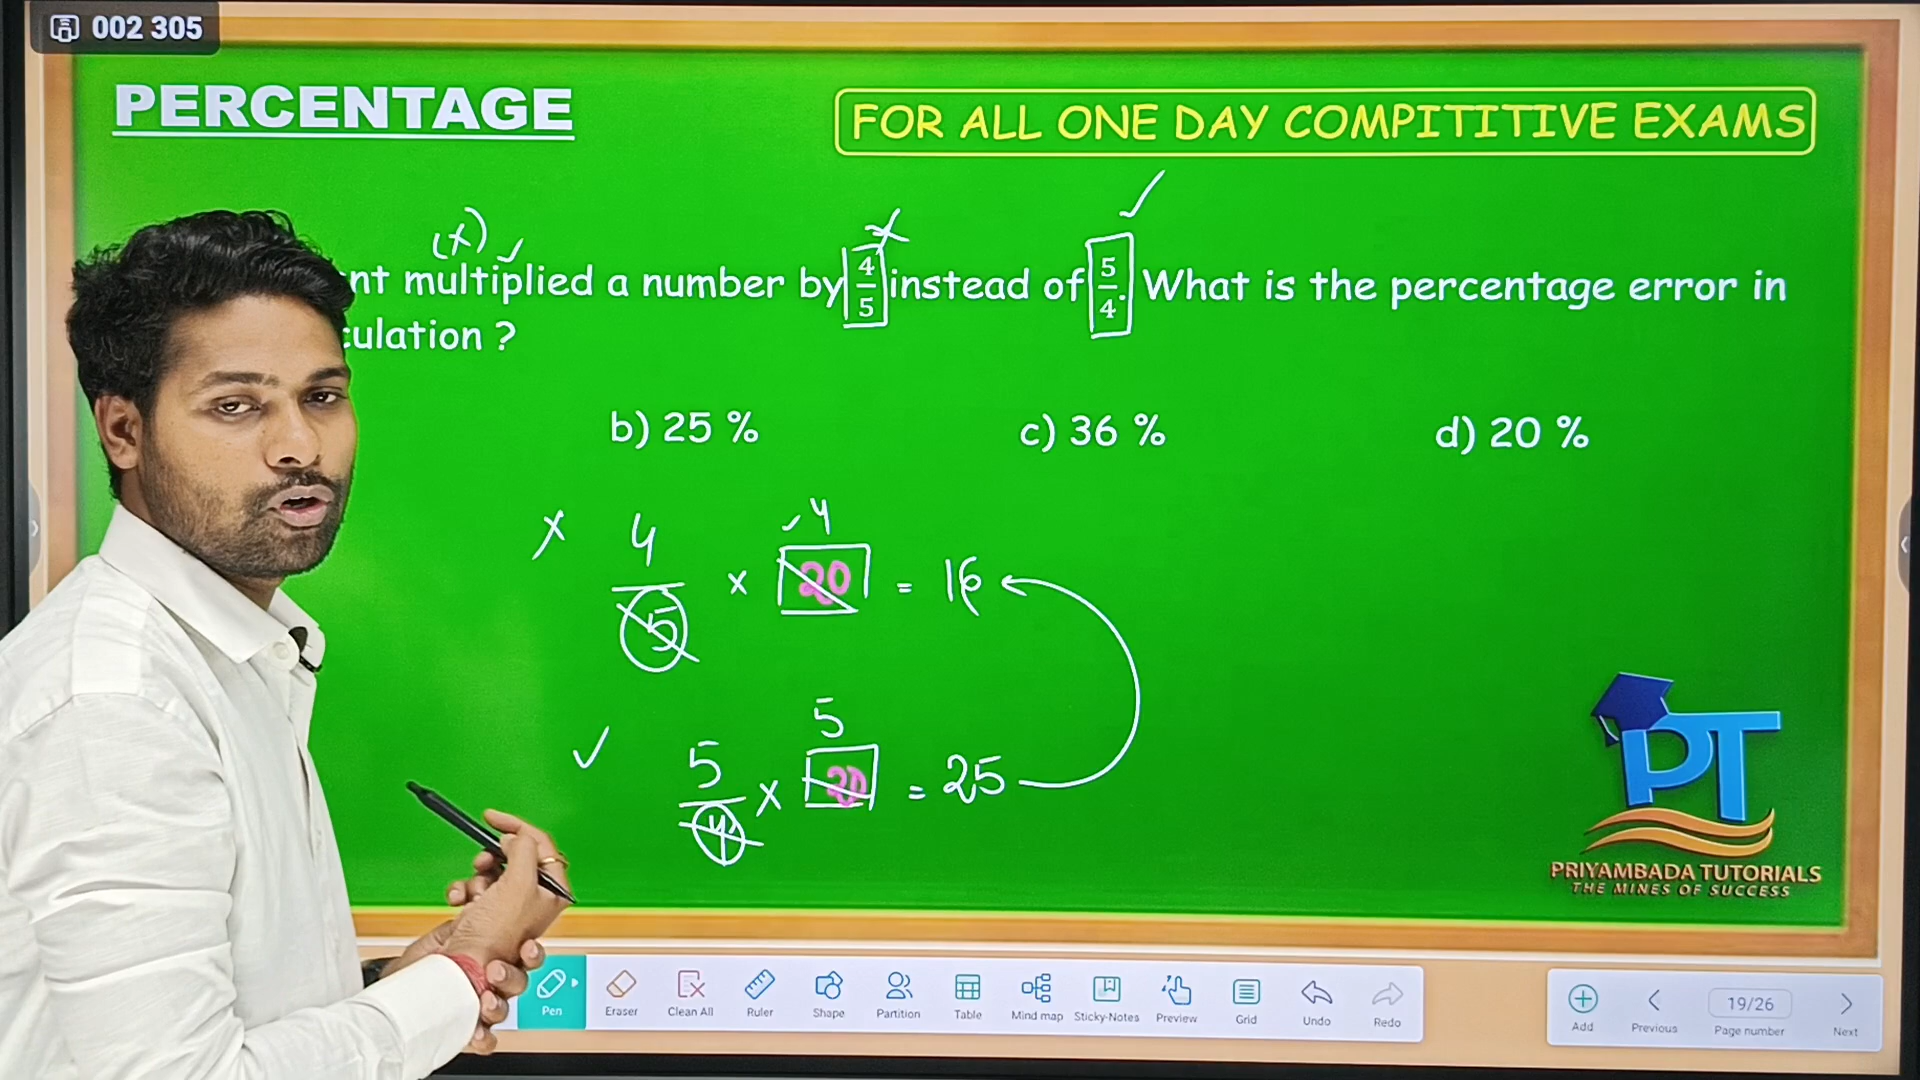 002 305
PERCENTAGE
FOR ALL ONE DAY COMPITITIVE EXAMS
(x)
nt multiplied a number by 4/5 instead of 5/4. What is the percentage error in
culation ?
b) 25 %
c) 36 %
d) 20 %
4
4/5 × 20 = 16
5
5/4 × 20 = 25
PT
PRIYAMBADA TUTORIALS
THE MINES OF SUCCESS
Pen
Eraser
Clean All
Ruler
Shape
Partition
Table
Mind map
Sticky-Notes
Preview
Grid
Undo
Redo
Add
Previous
19/26
Page number
Next